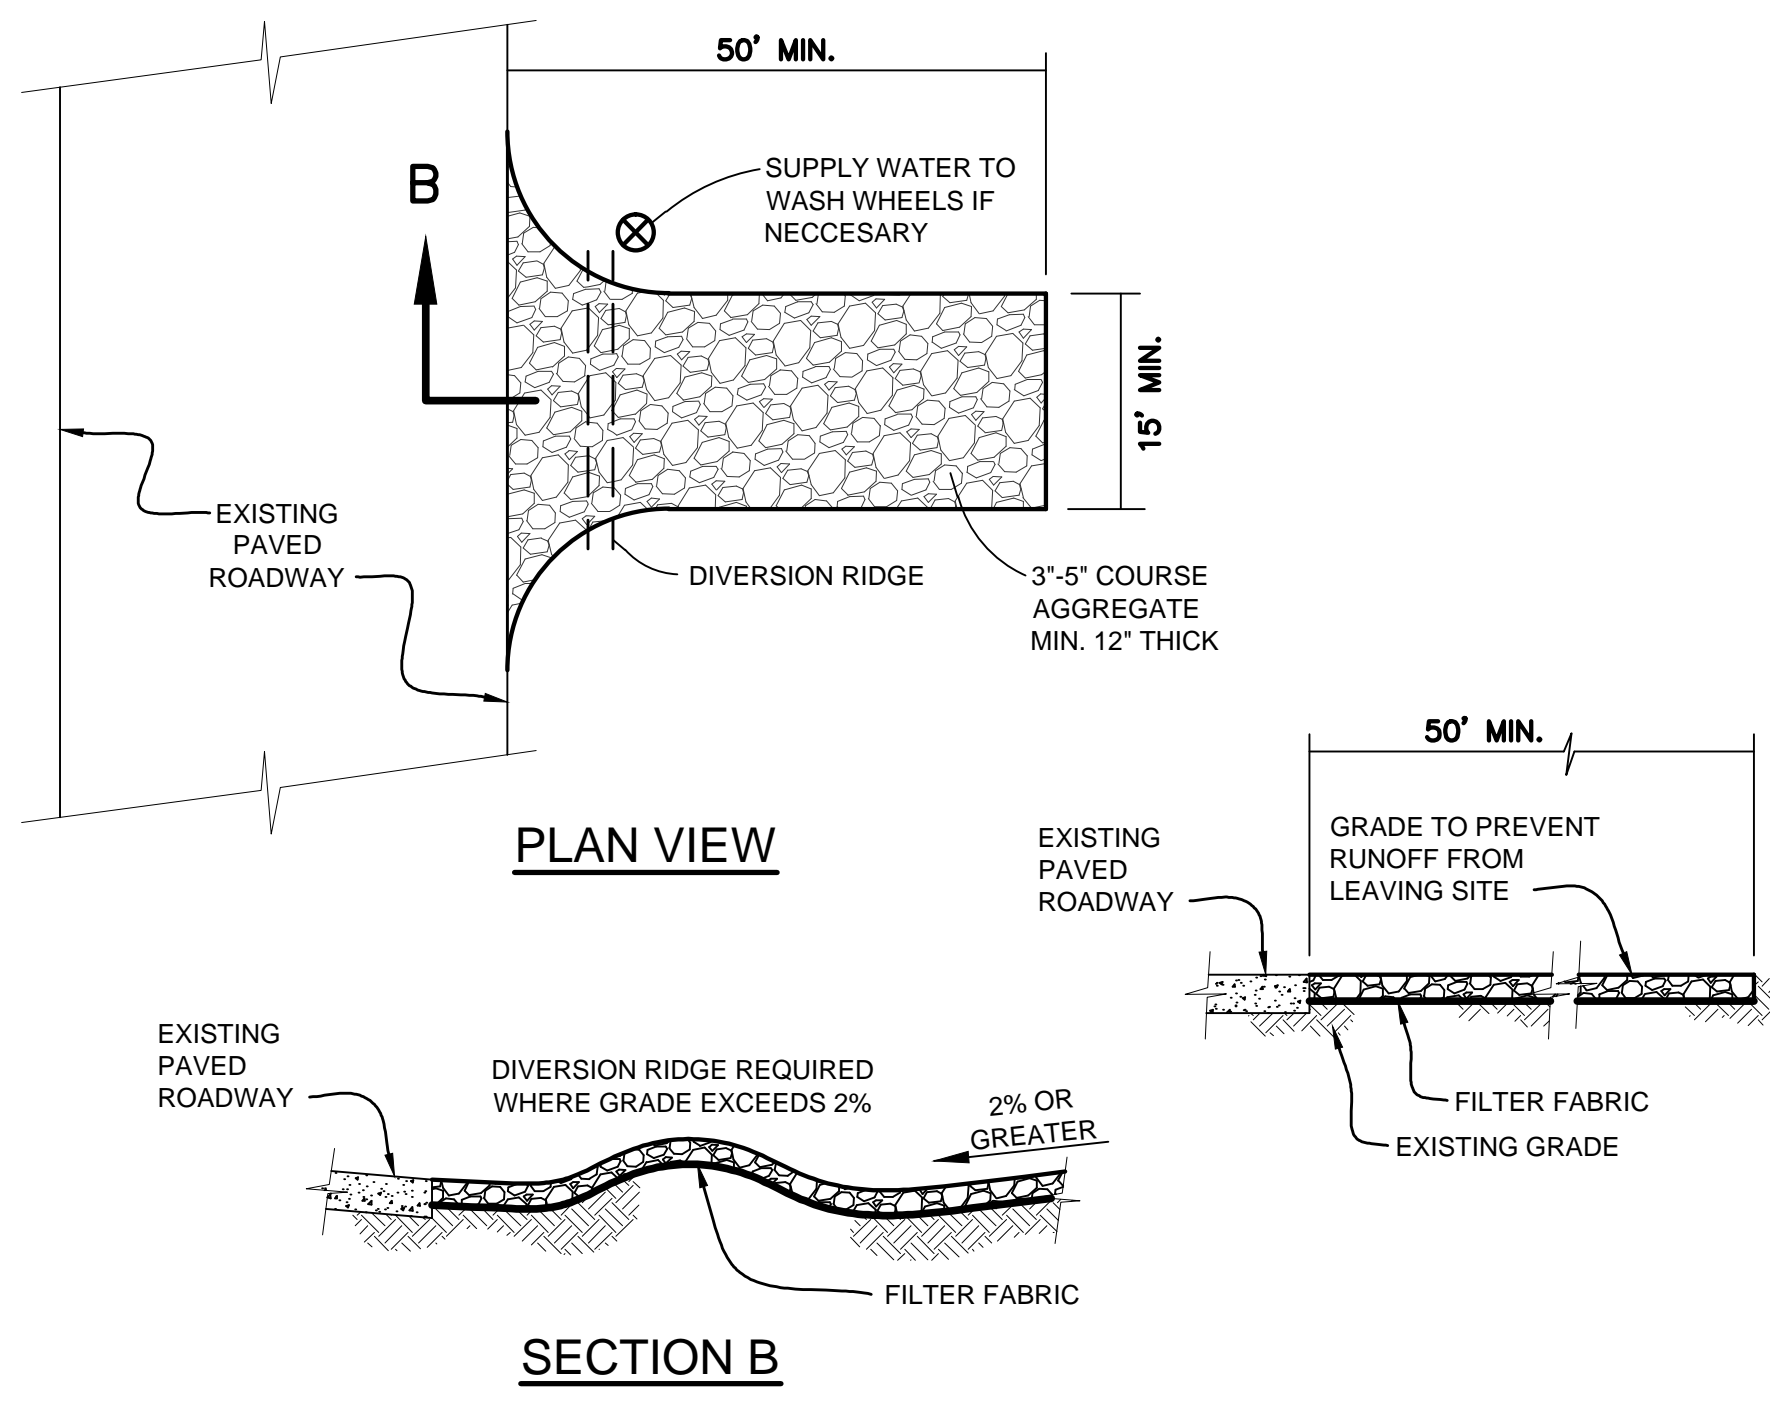 50' MIN.
B
SUPPLY WATER TO
WASH WHEELS IF
NECCESARY
15' MIN.
EXISTING
PAVED
ROADWAY
DIVERSION RIDGE
3"-5" COURSE
AGGREGATE
MIN. 12" THICK
PLAN VIEW
50' MIN.
EXISTING
PAVED
ROADWAY
GRADE TO PREVENT
RUNOFF FROM
LEAVING SITE
FILTER FABRIC
EXISTING GRADE
EXISTING
PAVED
ROADWAY
DIVERSION RIDGE REQUIRED
WHERE GRADE EXCEEDS 2%
2% OR
GREATER
FILTER FABRIC
SECTION B